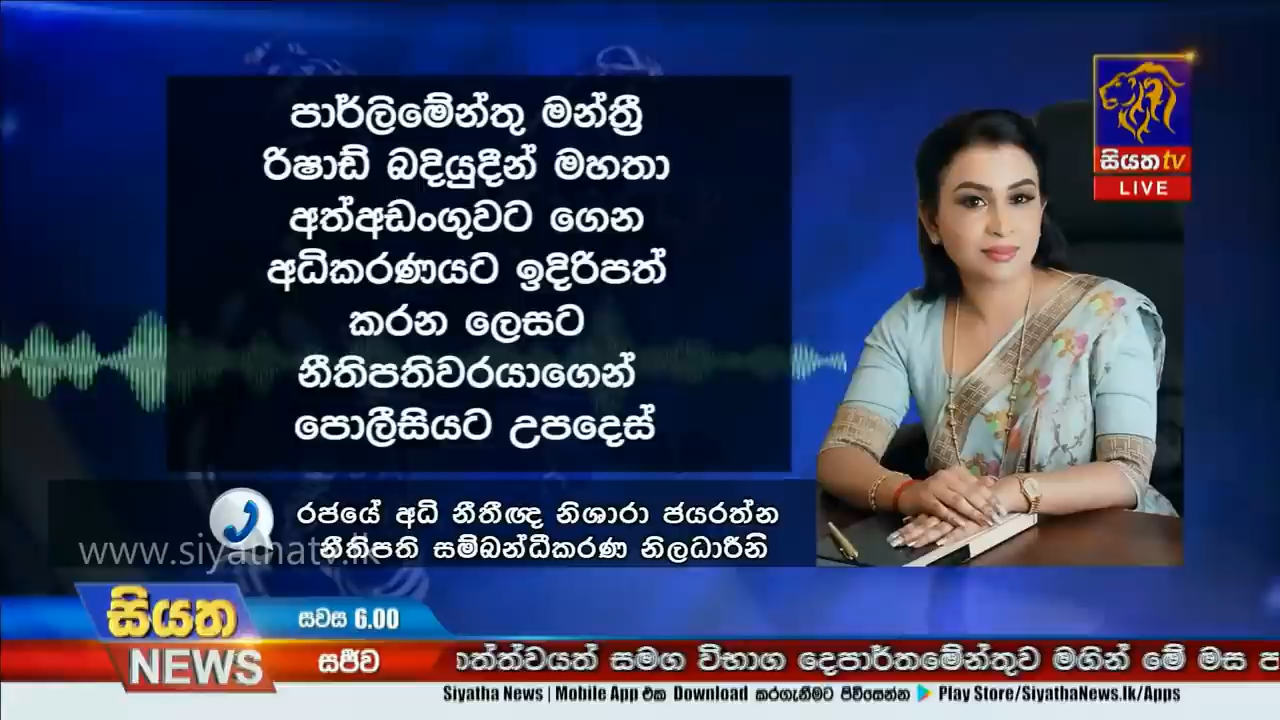 පාර්ලිමේන්තු මන්ත්‍රී
රිෂාඩ් බදියුදීන් මහතා
අත්අඩංගුවට ගෙන
අධිකරණයට ඉදිරිපත්
කරන ලෙසට
නීතිපතිවරයාගෙන්
පොලීසියට උපදෙස්
සියත tv
LIVE
රජයේ අධි නීතීඥ නිශාරා ජයරත්න
නීතිපති සම්බන්ධීකරණ නිලධාරීනි
www.siyathatv.lk
සියත
NEWS
සවස 6.00
සජීව
සමග විභාග දෙපාර්තමේන්තුව මගින් මේ මස
Siyatha News | Mobile App එක Download කරගැනීමට පිවිසෙන්න Play Store/SiyathaNews.lk/Apps